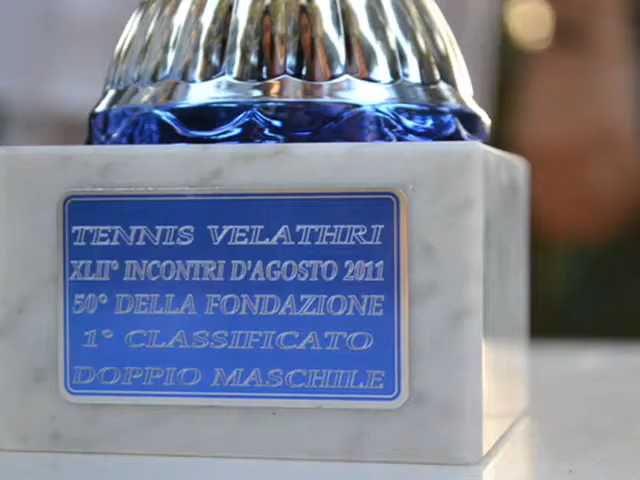 TENNIS VELATHRI
XLII° INCONTRI D'AGOSTO 2011
50° DELLA FONDAZIONE
1° CLASSIFICATO
DOPPIO MASCHILE